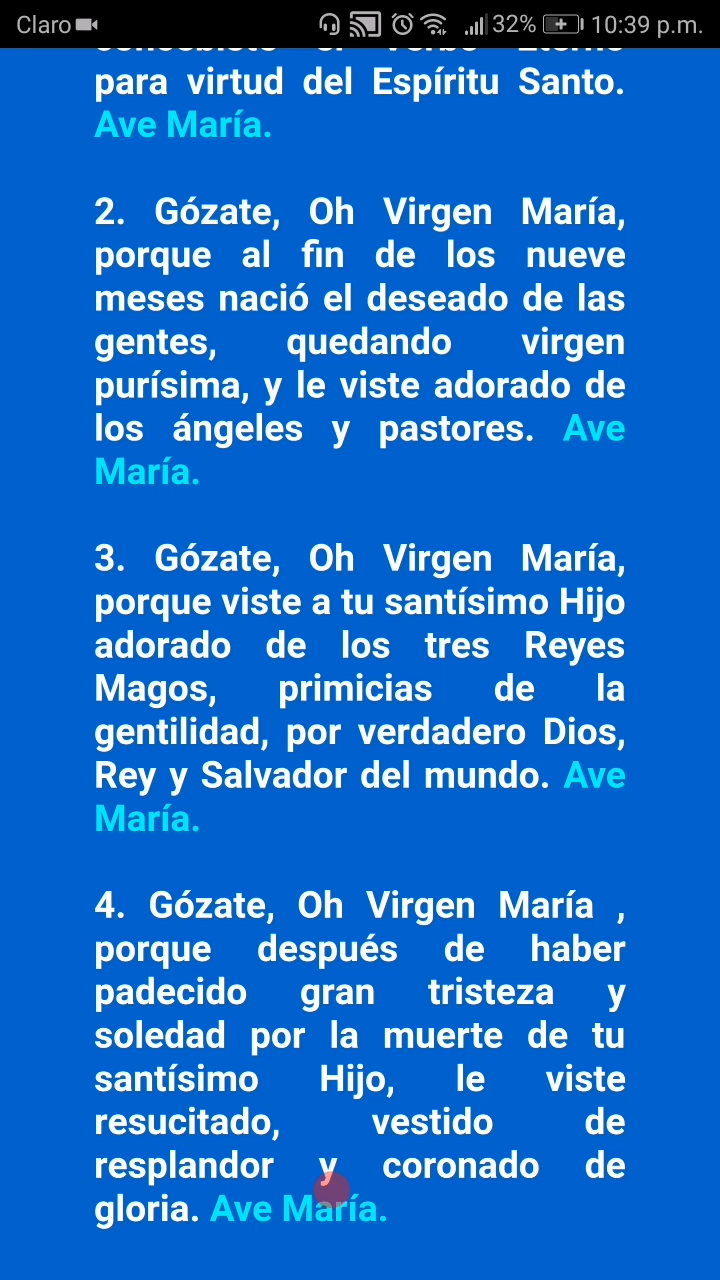 Claro 32% 10:39 p.m.
para virtud del Espíritu Santo.
Ave María.
2. Gózate, Oh Virgen María,
porque al fin de los nueve
meses nació el deseado de las
gentes, quedando virgen
purísima, y le viste adorado de
los ángeles y pastores. Ave
María.
3. Gózate, Oh Virgen María,
porque viste a tu santísimo Hijo
adorado de los tres Reyes
Magos, primicias de la
gentilidad, por verdadero Dios,
Rey y Salvador del mundo. Ave
María.
4. Gózate, Oh Virgen María ,
porque después de haber
padecido gran tristeza y
soledad por la muerte de tu
santísimo Hijo, le viste
resucitado, vestido de
resplandor y coronado de
gloria. Ave María.